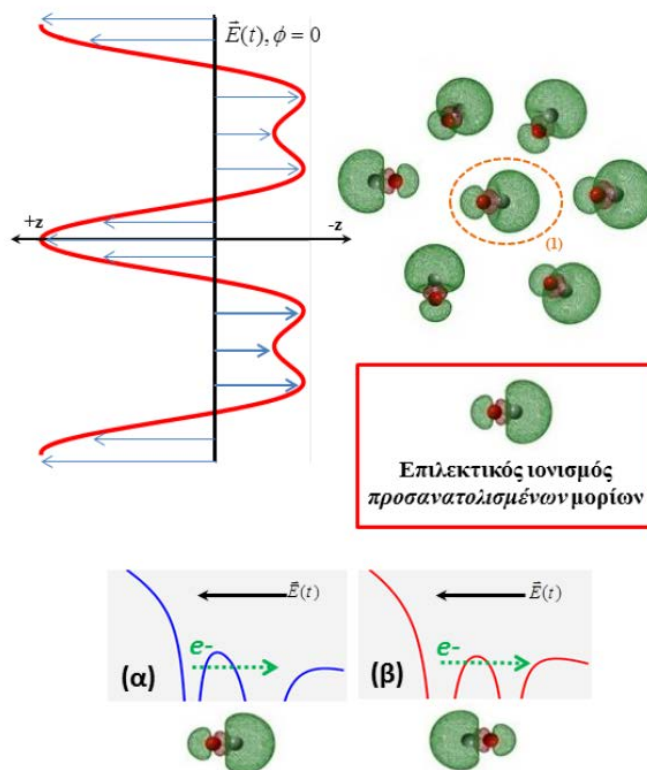 E⃗(t), ϕ = 0
+z
-z
(1)
Επιλεκτικός ιονισμός
προσανατολισμένων μορίων
E⃗(t)
e-
(α)
E⃗(t)
e-
(β)